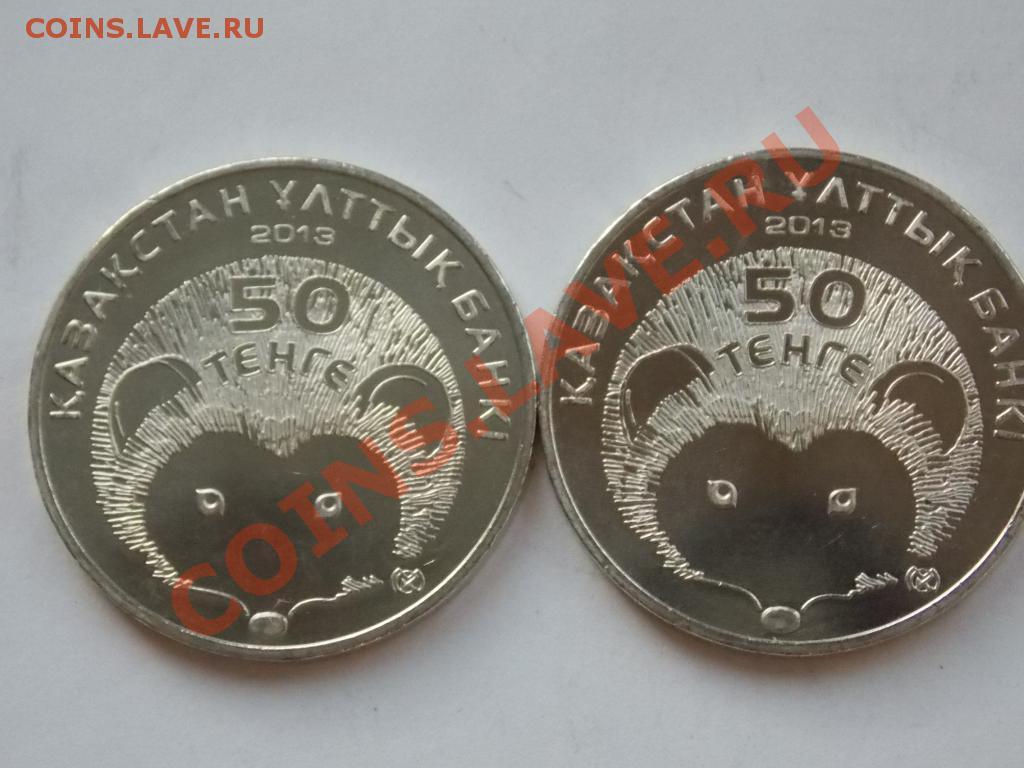 COINS.LAVE.RU
ҚАЗАҚСТАН ҰЛТТЫҚ БАНКІ
2013
50
ТЕҢГЕ
ҚАЗАҚСТАН ҰЛТТЫҚ БАНКІ
2013
50
ТЕҢГЕ
COINS.LAVE.RU